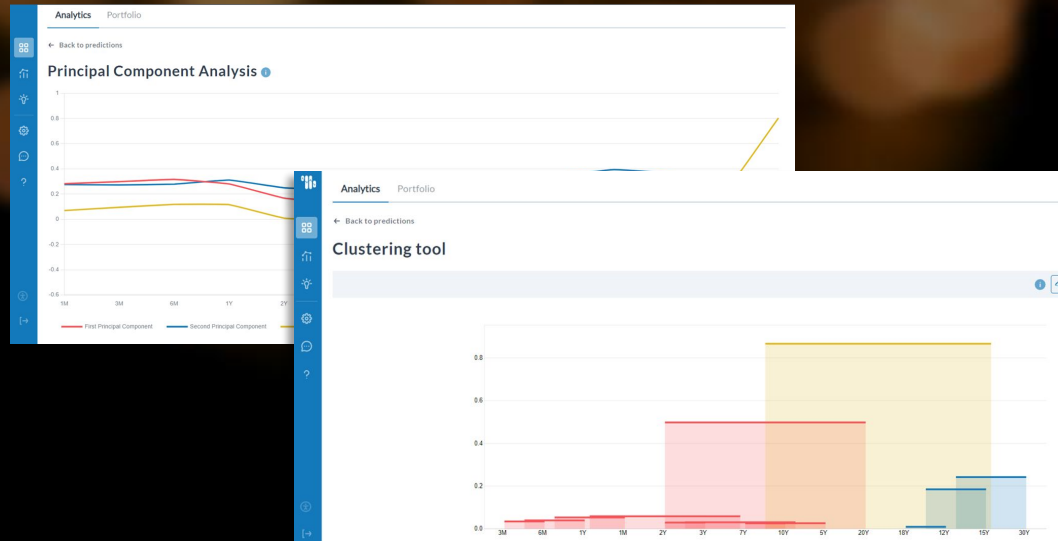 Analytics Portfolio
← Back to predictions
Principal Component Analysis
1
0.8
0.6
0.4
0.2
0
-0.2
-0.4
-0.6
1M 3M 6M 1Y 2Y
First Principal Component Second Principal Component
Analytics Portfolio
← Back to predictions
Clustering tool
0.8
0.6
0.4
0.2
0.0
3M 6M 1Y 1M 2Y 3Y 7Y 10Y 5Y 20Y 18Y 12Y 15Y 30Y